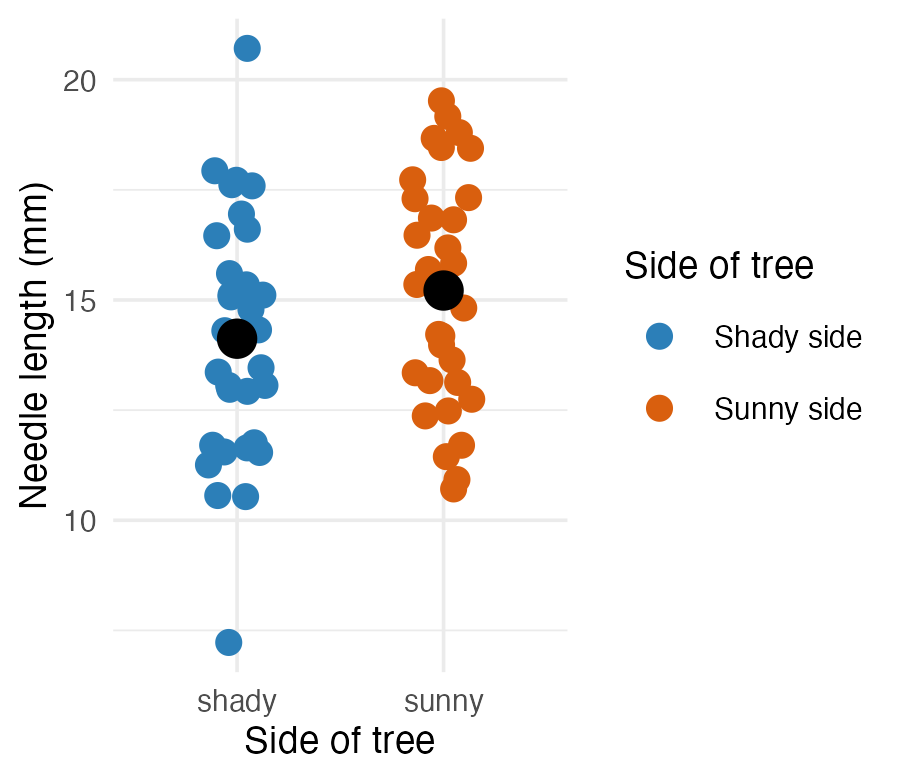 Needle length (mm)
20
15
10
shady
sunny
Side of tree
Side of tree
Shady side
Sunny side